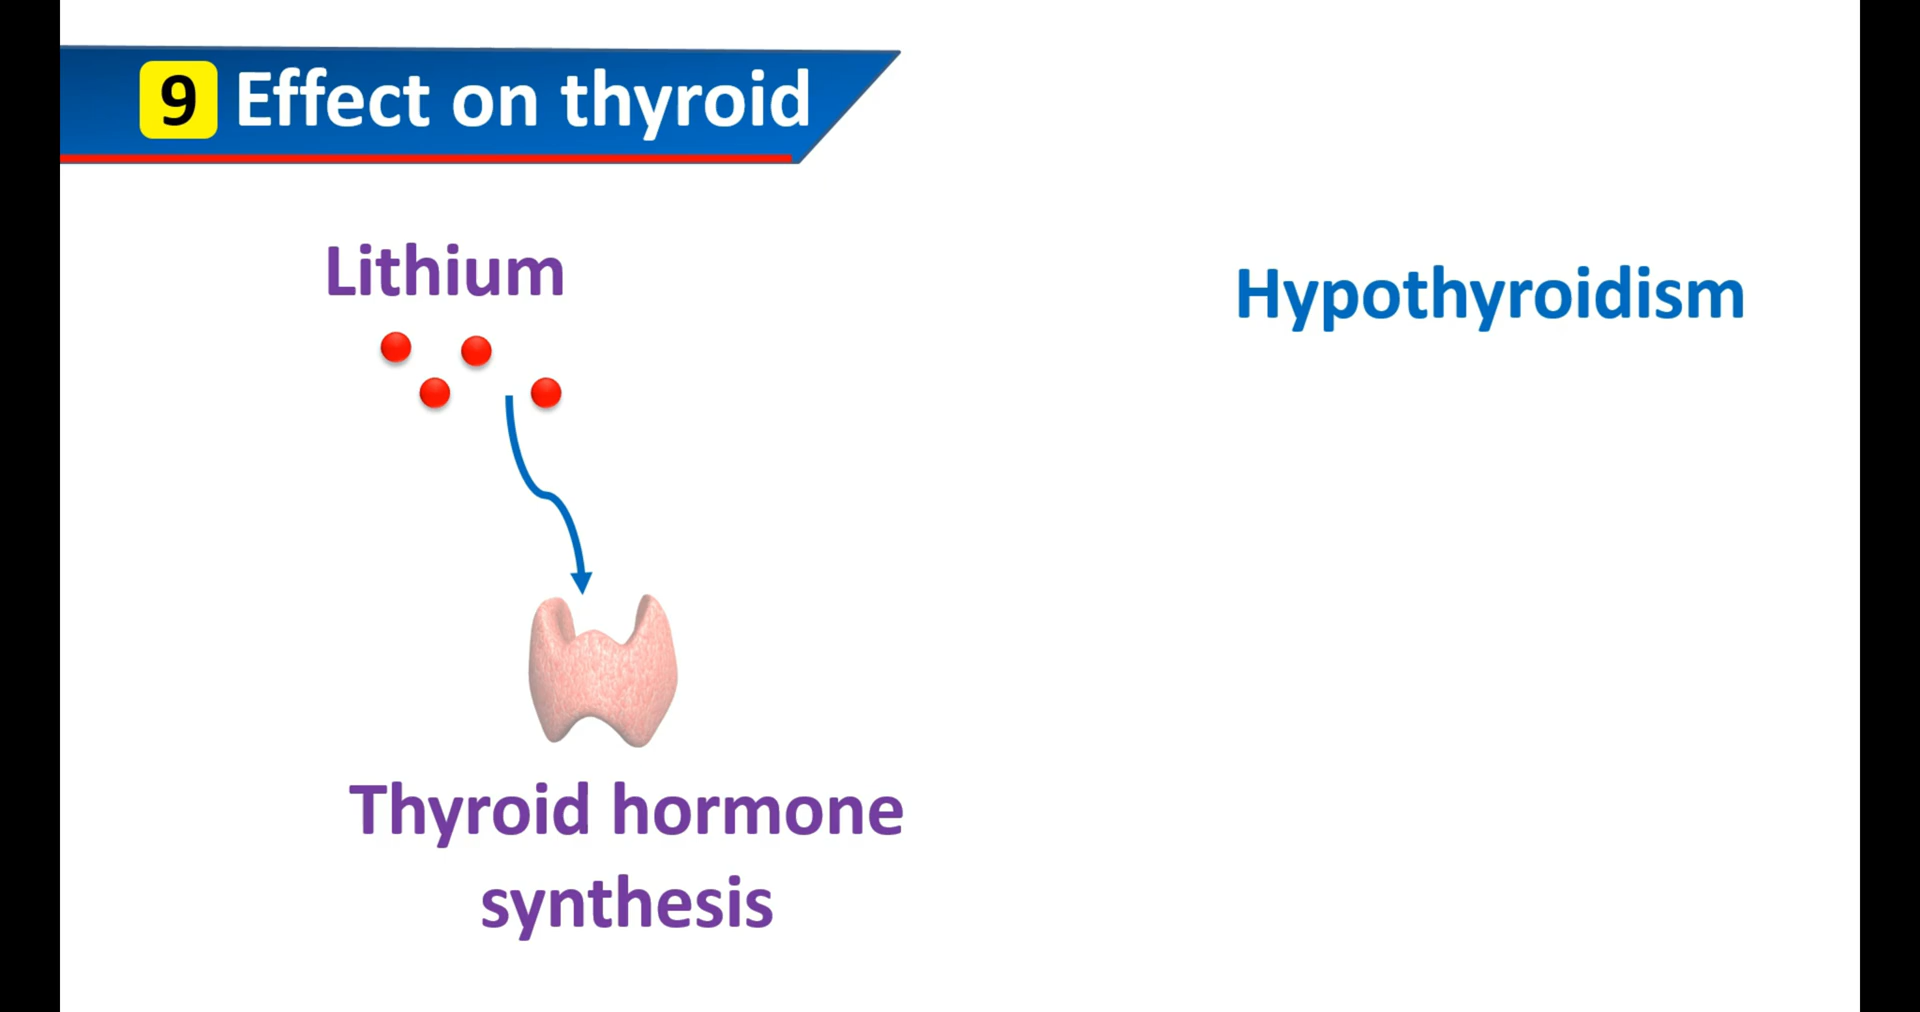 9 Effect on thyroid
Lithium
Hypothyroidism
Thyroid hormone
synthesis